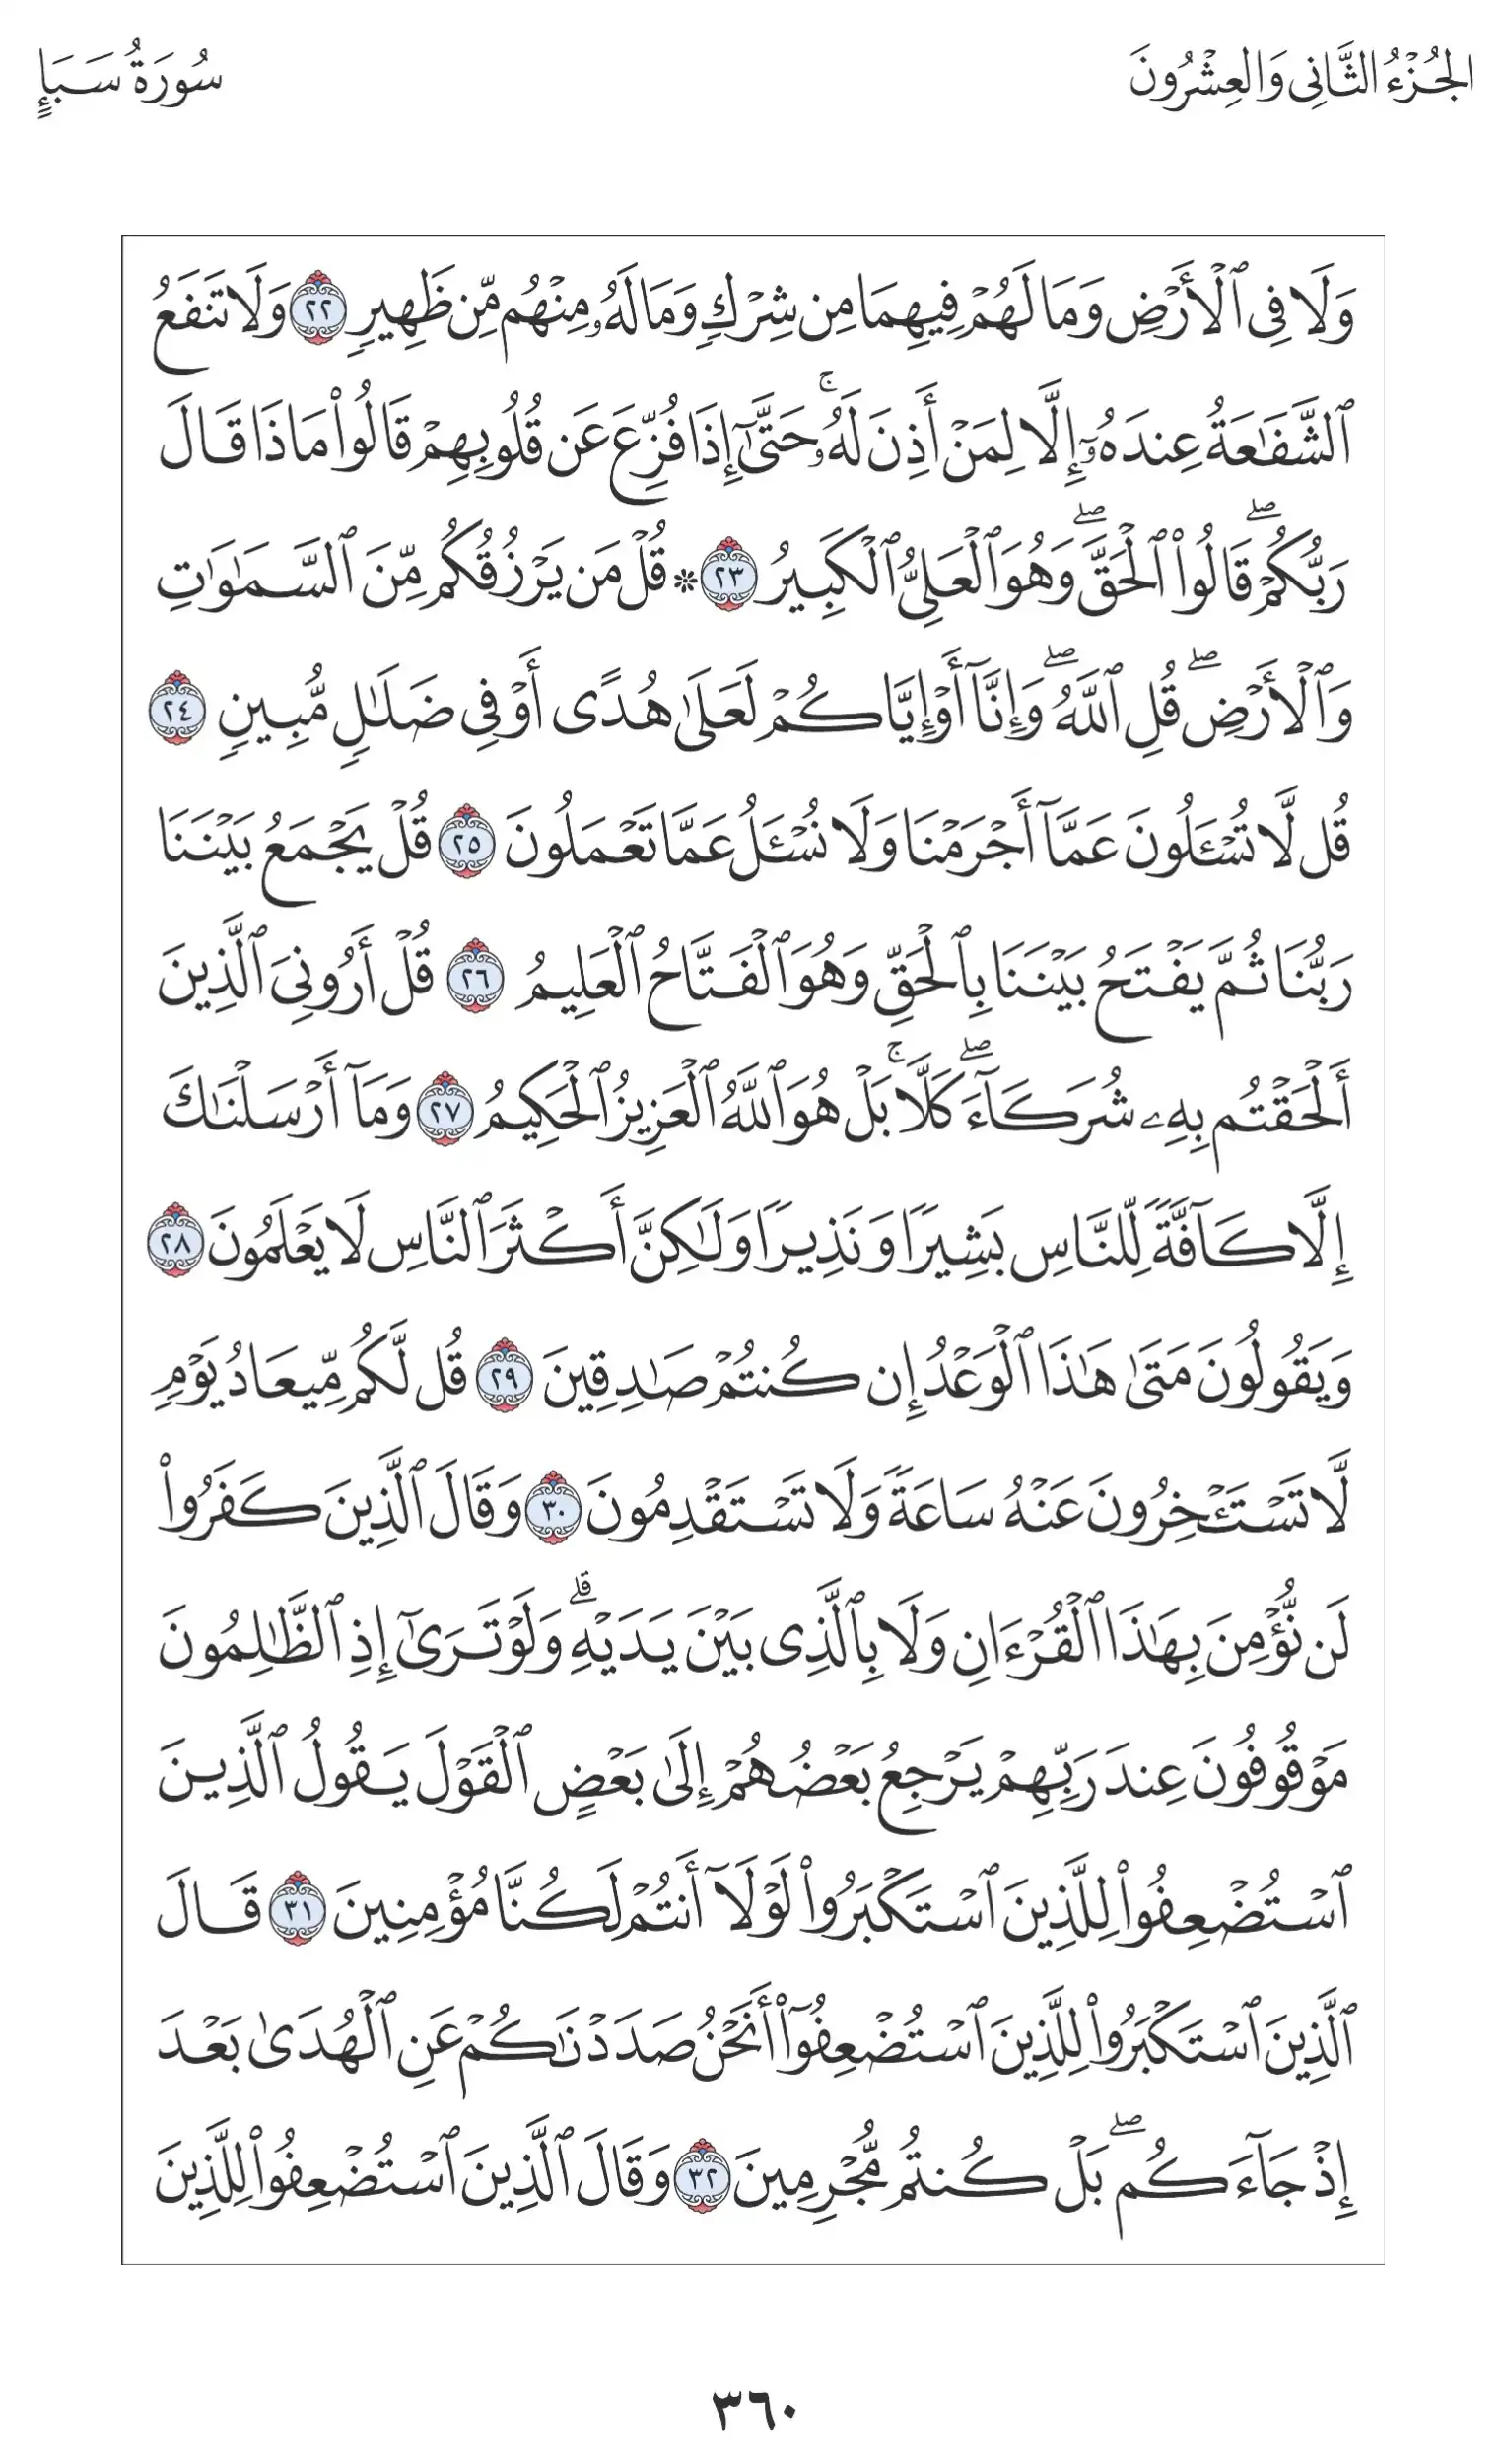 الجُزْءُ الثَّانِي وَالعِشْرُونَ
سُورَةُ سَبَإٍ
وَلَا فِى ٱلْأَرْضِ وَمَا لَهُمْ فِيهِمَا مِن شِرْكٍ وَمَا لَهُۥ مِنْهُم مِّن ظَهِيرٍ ٢٢ وَلَا تَنفَعُ
ٱلشَّفَٰعَةُ عِندَهُۥٓ إِلَّا لِمَنْ أَذِنَ لَهُۥ ۚ حَتَّىٰٓ إِذَا فُزِّعَ عَن قُلُوبِهِمْ قَالُوا۟ مَاذَا قَالَ
رَبُّكُمْ ۖ قَالُوا۟ ٱلْحَقَّ ۖ وَهُوَ ٱلْعَلِىُّ ٱلْكَبِيرُ ٢٣ * قُلْ مَن يَرْزُقُكُم مِّنَ ٱلسَّمَٰوَٰتِ
وَٱلْأَرْضِ ۖ قُلِ ٱللَّهُ ۖ وَإِنَّآ أَوْ إِيَّاكُمْ لَعَلَىٰ هُدًى أَوْ فِى ضَلَٰلٍ مُّبِينٍ ٢٤
قُل لَّا تُسْـَٔلُونَ عَمَّآ أَجْرَمْنَا وَلَا نُسْـَٔلُ عَمَّا تَعْمَلُونَ ٢٥ قُلْ يَجْمَعُ بَيْنَنَا
رَبُّنَا ثُمَّ يَفْتَحُ بَيْنَنَا بِٱلْحَقِّ وَهُوَ ٱلْفَتَّاحُ ٱلْعَلِيمُ ٢٦ قُلْ أَرُونِىَ ٱلَّذِينَ
أَلْحَقْتُم بِهِۦ شُرَكَآءَ ۖ كَلَّا ۚ بَلْ هُوَ ٱللَّهُ ٱلْعَزِيزُ ٱلْحَكِيمُ ٢٧ وَمَآ أَرْسَلْنَٰكَ
إِلَّا كَآفَّةً لِّلنَّاسِ بَشِيرًا وَنَذِيرًا وَلَٰكِنَّ أَكْثَرَ ٱلنَّاسِ لَا يَعْلَمُونَ ٢٨
وَيَقُولُونَ مَتَىٰ هَٰذَا ٱلْوَعْدُ إِن كُنتُمْ صَٰدِقِينَ ٢٩ قُل لَّكُم مِّيعَادُ يَوْمٍ
لَّا تَسْتَـْٔخِرُونَ عَنْهُ سَاعَةً وَلَا تَسْتَقْدِمُونَ ٣٠ وَقَالَ ٱلَّذِينَ كَفَرُوا۟
لَن نُّؤْمِنَ بِهَٰذَا ٱلْقُرْءَانِ وَلَا بِٱلَّذِى بَيْنَ يَدَيْهِ ۗ وَلَوْ تَرَىٰٓ إِذِ ٱلظَّٰلِمُونَ
مَوْقُوفُونَ عِندَ رَبِّهِمْ يَرْجِعُ بَعْضُهُمْ إِلَىٰ بَعْضٍ ٱلْقَوْلَ يَقُولُ ٱلَّذِينَ
ٱسْتُضْعِفُوا۟ لِلَّذِينَ ٱسْتَكْبَرُوا۟ لَوْلَآ أَنتُمْ لَكُنَّا مُؤْمِنِينَ ٣١ قَالَ
ٱلَّذِينَ ٱسْتَكْبَرُوا۟ لِلَّذِينَ ٱسْتُضْعِفُوٓا۟ أَنَحْنُ صَدَدْنَٰكُمْ عَنِ ٱلْهُدَىٰ بَعْدَ
إِذْ جَآءَكُم ۖ بَلْ كُنتُم مُّجْرِمِينَ ٣٢ وَقَالَ ٱلَّذِينَ ٱسْتُضْعِفُوا۟ لِلَّذِينَ
٣٦٠